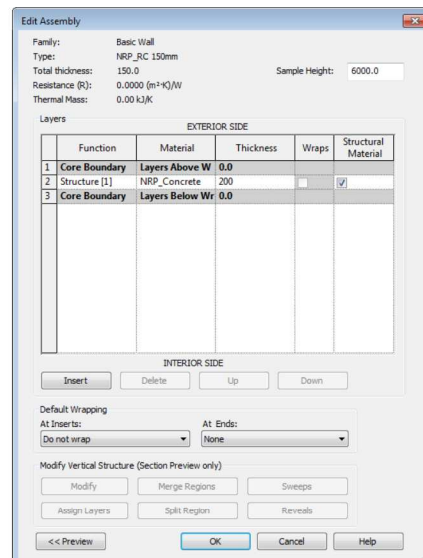 Edit Assembly
Family: Basic Wall
Type: NRP_RC 150mm
Total thickness: 150.0 Sample Height: 6000.0
Resistance (R): 0.0000 (m²·K)/W
Thermal Mass: 0.00 kJ/K
Layers
EXTERIOR SIDE
Function Material Thickness Wraps Structural Material
1 Core Boundary Layers Above W 0.0
2 Structure [1] NRP_Concrete 200
3 Core Boundary Layers Below Wr 0.0
INTERIOR SIDE
Insert Delete Up Down
Default Wrapping
At Inserts: At Ends:
Do not wrap None
Modify Vertical Structure (Section Preview only)
Modify Merge Regions Sweeps
Assign Layers Split Region Reveals
<< Preview OK Cancel Help